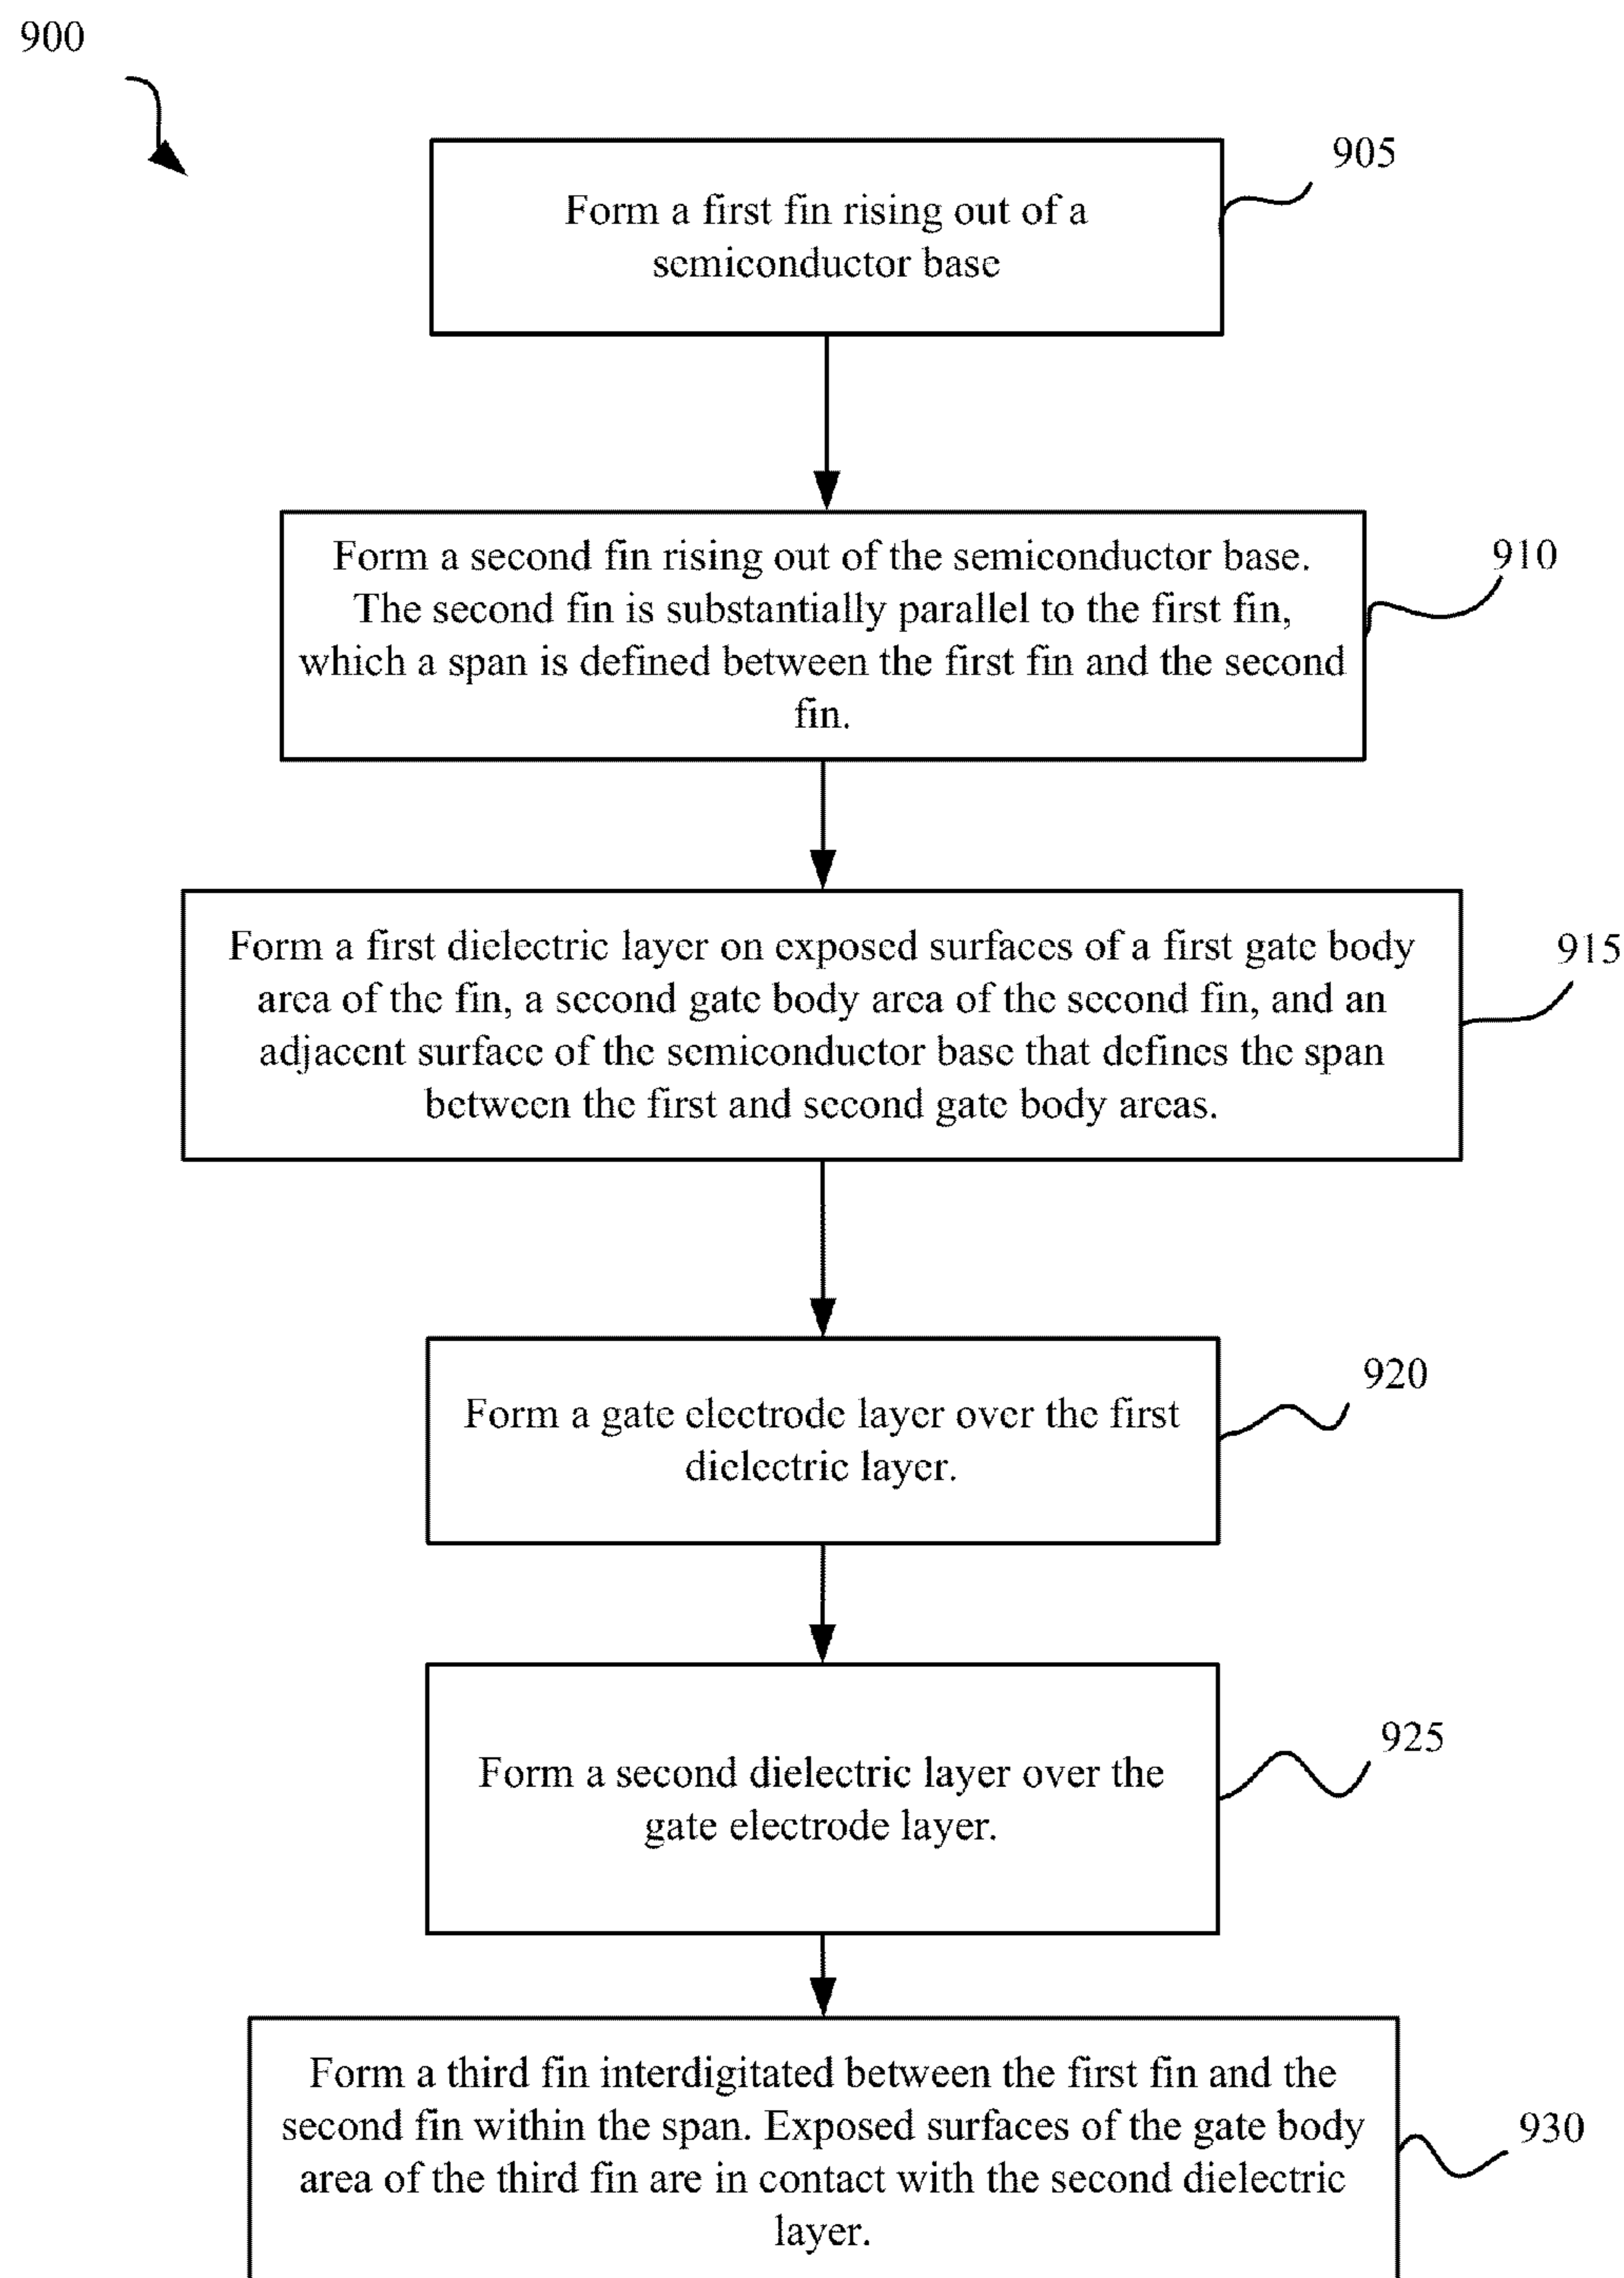 900
905
Form a first fin rising out of a
semiconductor base
910
Form a second fin rising out of the semiconductor base.
The second fin is substantially parallel to the first fin,
which a span is defined between the first fin and the second
fin.
915
Form a first dielectric layer on exposed surfaces of a first gate body
area of the fin, a second gate body area of the second fin, and an
adjacent surface of the semiconductor base that defines the span
between the first and second gate body areas.
920
Form a gate electrode layer over the first
dielectric layer.
925
Form a second dielectric layer over the
gate electrode layer.
930
Form a third fin interdigitated between the first fin and the
second fin within the span. Exposed surfaces of the gate body
area of the third fin are in contact with the second dielectric
layer.